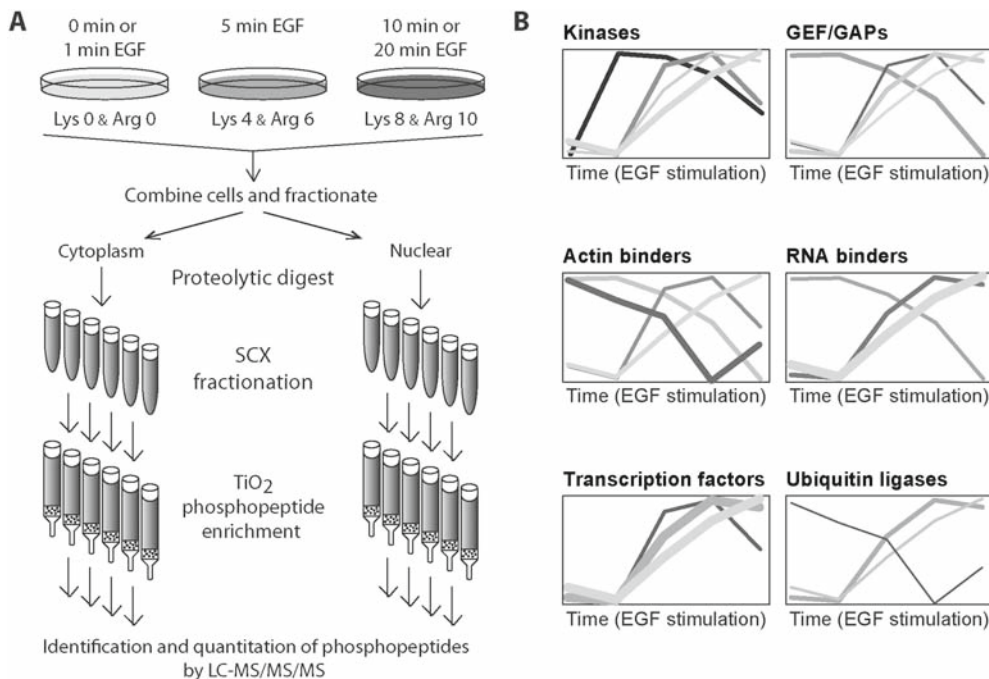 A
0 min or
1 min EGF
5 min EGF
10 min or
20 min EGF
Lys 0 & Arg 0
Lys 4 & Arg 6
Lys 8 & Arg 10
Combine cells and fractionate
Cytoplasm
Nuclear
Proteolytic digest
SCX
fractionation
TiO2
phosphopeptide
enrichment
Identification and quantitation of phosphopeptides
by LC-MS/MS/MS
B
Kinases
GEF/GAPs
Time (EGF stimulation)
Time (EGF stimulation)
Actin binders
RNA binders
Time (EGF stimulation)
Time (EGF stimulation)
Transcription factors
Ubiquitin ligases
Time (EGF stimulation)
Time (EGF stimulation)